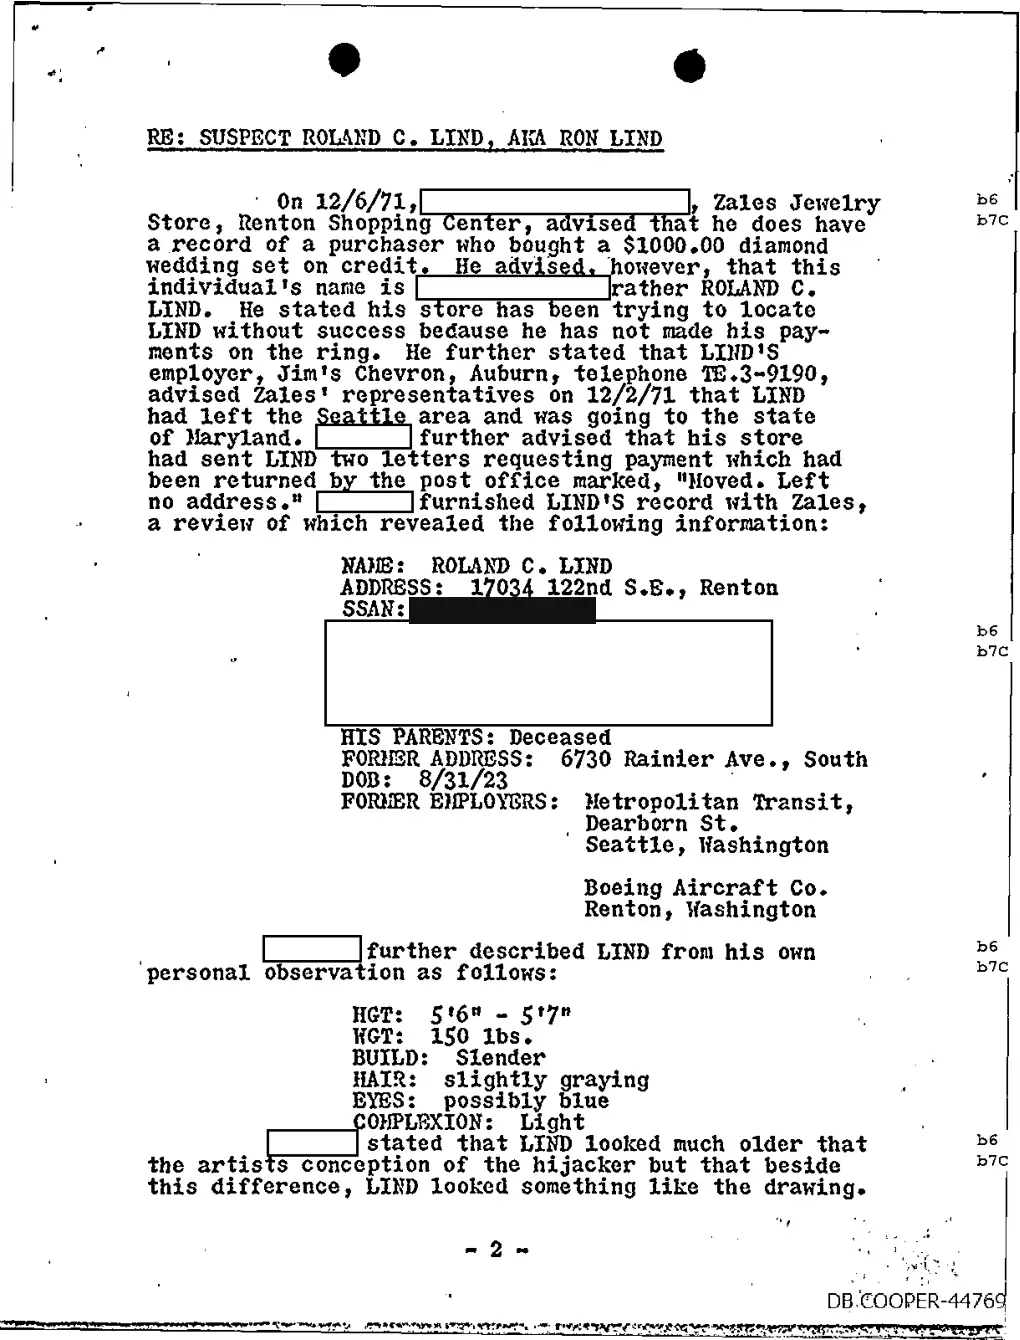 RE: SUSPECT ROLAND C. LIND, AKA RON LIND
On 12/6/71, , Zales Jewelry
b6
Store, Renton Shopping Center, advised that he does have
b7C
a record of a purchaser who bought a $1000.00 diamond
wedding set on credit. He advised, however, that this
individual's name is rather ROLAND C.
LIND. He stated his store has been trying to locate
LIND without success because he has not made his pay-
ments on the ring. He further stated that LIND'S
employer, Jim's Chevron, Auburn, telephone TE.3-9190,
advised Zales' representatives on 12/2/71 that LIND
had left the Seattle area and was going to the state
of Maryland. further advised that his store
had sent LIND two letters requesting payment which had
been returned by the post office marked, "Moved. Left
no address." furnished LIND'S record with Zales,
a review of which revealed the following information:
NAME: ROLAND C. LIND
ADDRESS: 17034 122nd S.E., Renton
SSAN:
b6
b7C
HIS PARENTS: Deceased
FORMER ADDRESS: 6730 Rainier Ave., South
DOB: 8/31/23
FORMER EMPLOYERS: Metropolitan Transit,
Dearborn St.
Seattle, Washington
Boeing Aircraft Co.
Renton, Washington
further described LIND from his own
b6
personal observation as follows:
b7C
HGT: 5'6" - 5'7"
WGT: 150 lbs.
BUILD: Slender
HAIR: slightly graying
EYES: possibly blue
COMPLEXION: Light
stated that LIND looked much older that
b6
the artists conception of the hijacker but that beside
b7C
this difference, LIND looked something like the drawing.
- 2 -
DB COOPER-44769